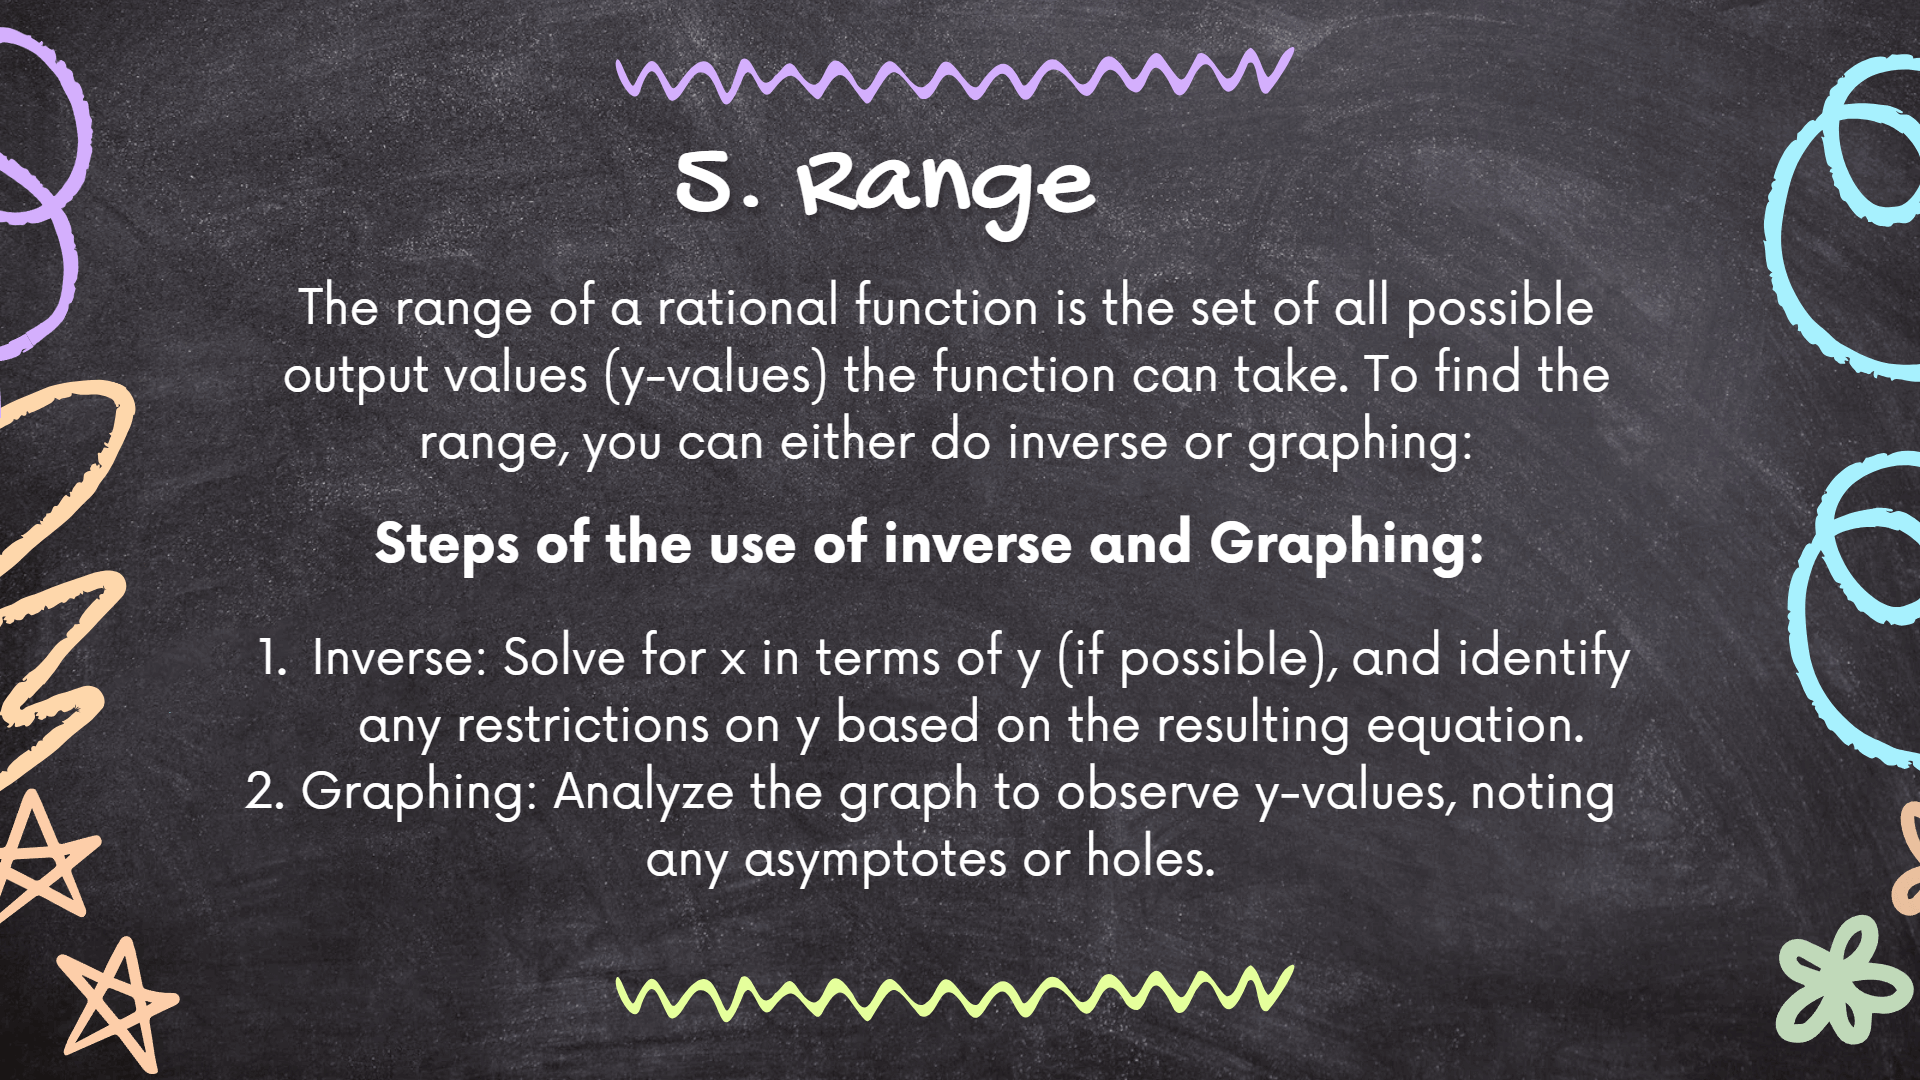 5. Range
The range of a rational function is the set of all possible
output values (y-values) the function can take. To find the
range, you can either do inverse or graphing:
Steps of the use of inverse and Graphing:
1. Inverse: Solve for x in terms of y (if possible), and identify
any restrictions on y based on the resulting equation.
2. Graphing: Analyze the graph to observe y-values, noting
any asymptotes or holes.